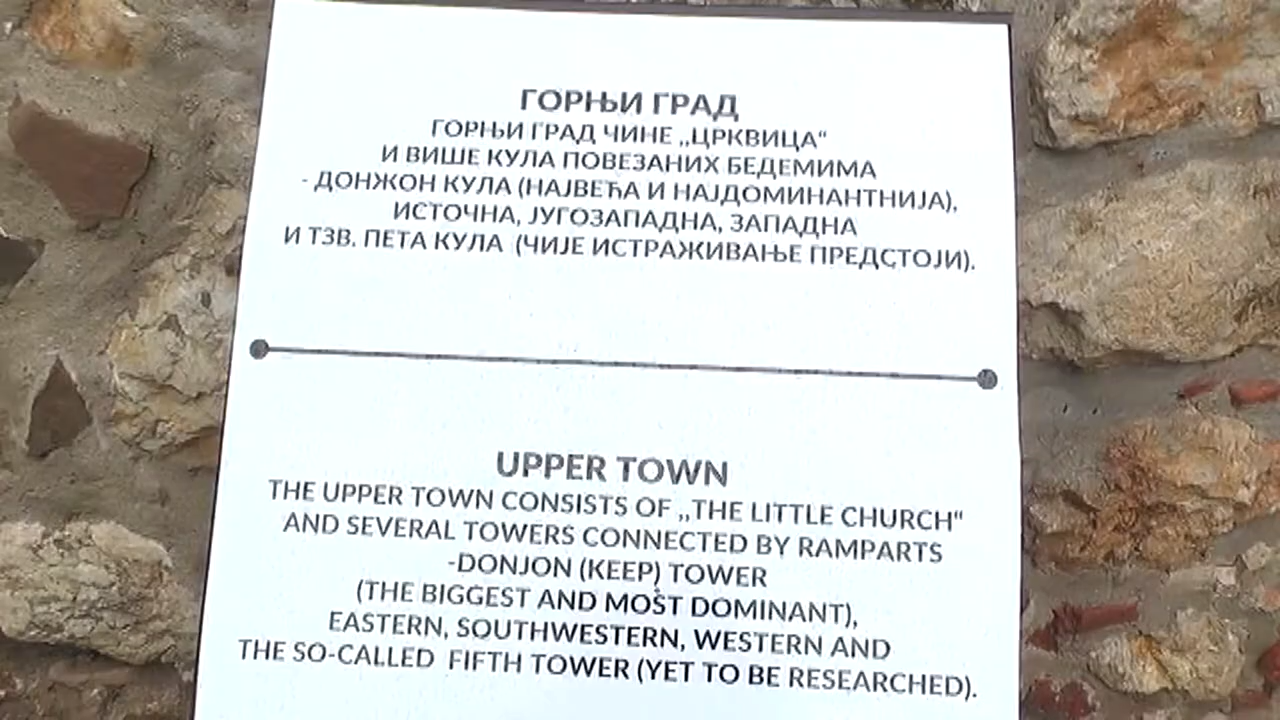 ГОРЊИ ГРАД
ГОРЊИ ГРАД ЧИНЕ „ЦРКВИЦА“
И ВИШЕ КУЛА ПОВЕЗАНИХ БЕДЕМИМА
- ДОНЖОН КУЛА (НАЈВЕЋА И НАЈДОМИНАНТНИЈА),
ИСТОЧНА, ЈУГОЗАПАДНА, ЗАПАДНА
И ТЗВ. ПЕТА КУЛА (ЧИЈЕ ИСТРАЖИВАЊЕ ПРЕДСТОЈИ).
UPPER TOWN
THE UPPER TOWN CONSISTS OF „THE LITTLE CHURCH“
AND SEVERAL TOWERS CONNECTED BY RAMPARTS
-DONJON (KEEP) TOWER
(THE BIGGEST AND MOST DOMINANT),
EASTERN, SOUTHWESTERN, WESTERN AND
THE SO-CALLED FIFTH TOWER (YET TO BE RESEARCHED).